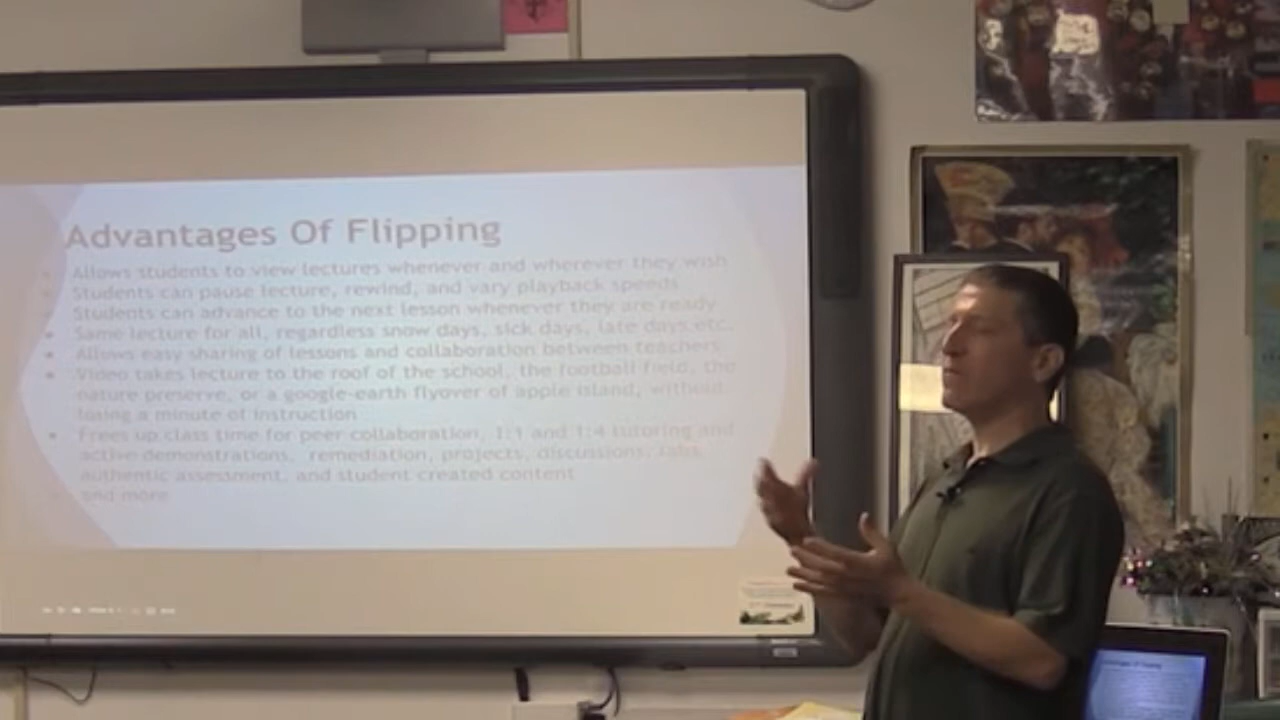 Advantages Of Flipping
Allows students to view lectures whenever and wherever they wish
Students can pause lecture, rewind, and vary playback speeds
Students can advance to the next lesson whenever they are ready
Same lecture for all, regardless snow days, sick days, late days etc.
Allows easy sharing of lessons and collaboration between teachers
Video takes lecture to the roof of the school, the football field, the
nature preserve, or a google-earth flyover of apple island, without
losing a minute of instruction
Frees up class time for peer collaboration, 1:1 and 1:4 tutoring and
active demonstrations, remediation, projects, discussions, labs,
authentic assessment, and student created content
and more